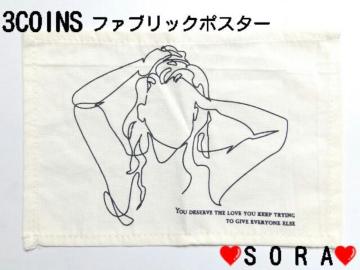 3COINS ファブリックポスター
YOU DESERVE THE LOVE YOU KEEP TRYING
TO GIVE EVERYONE ELSE
❤SORA❤